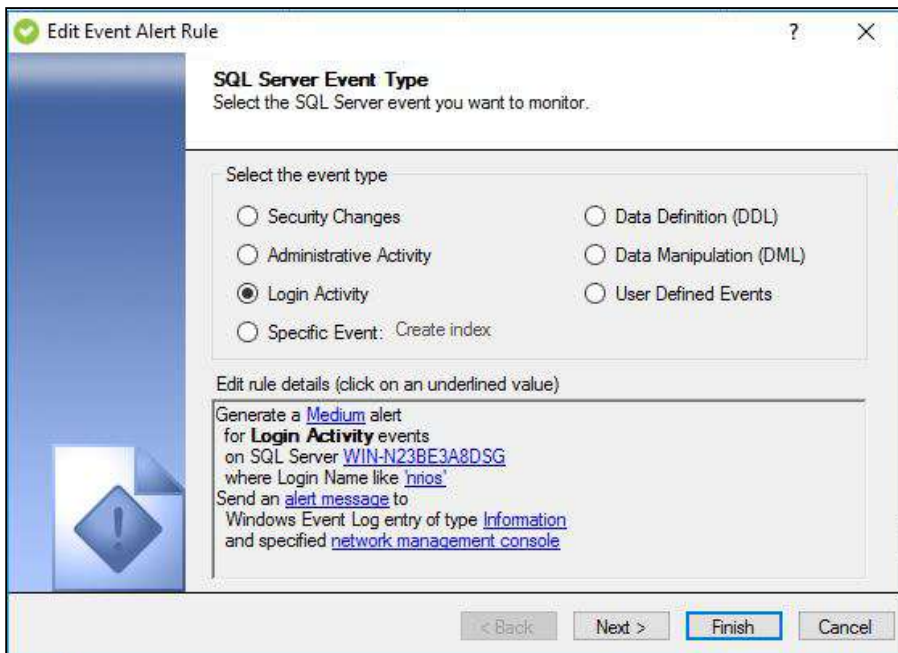 Edit Event Alert Rule
SQL Server Event Type
Select the SQL Server event you want to monitor.
Select the event type
Security Changes
Data Definition (DDL)
Administrative Activity
Data Manipulation (DML)
Login Activity
User Defined Events
Specific Event: Create index
Edit rule details (click on an underlined value)
Generate a Medium alert
for Login Activity events
on SQL Server WIN-N23BE3A8DSG
where Login Name like 'nrios'
Send an alert message to
Windows Event Log entry of type Information
and specified network management console
< Back Next > Finish Cancel